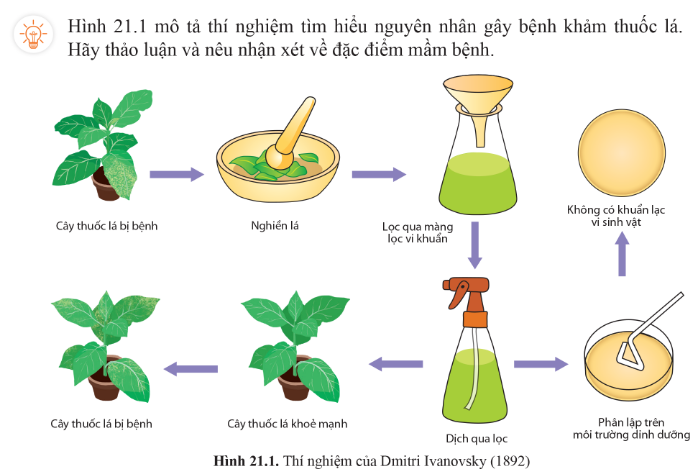 Hình 21.1 mô tả thí nghiệm tìm hiểu nguyên nhân gây bệnh khảm thuốc lá.
Hãy thảo luận và nêu nhận xét về đặc điểm mầm bệnh.
Cây thuốc lá bị bệnh
Nghiền lá
Lọc qua màng
lọc vi khuẩn
Không có khuẩn lạc
vi sinh vật
Cây thuốc lá bị bệnh
Cây thuốc lá khoẻ mạnh
Dịch qua lọc
Phân lập trên
môi trường dinh dưỡng
Hình 21.1. Thí nghiệm của Dmitri Ivanovsky (1892)